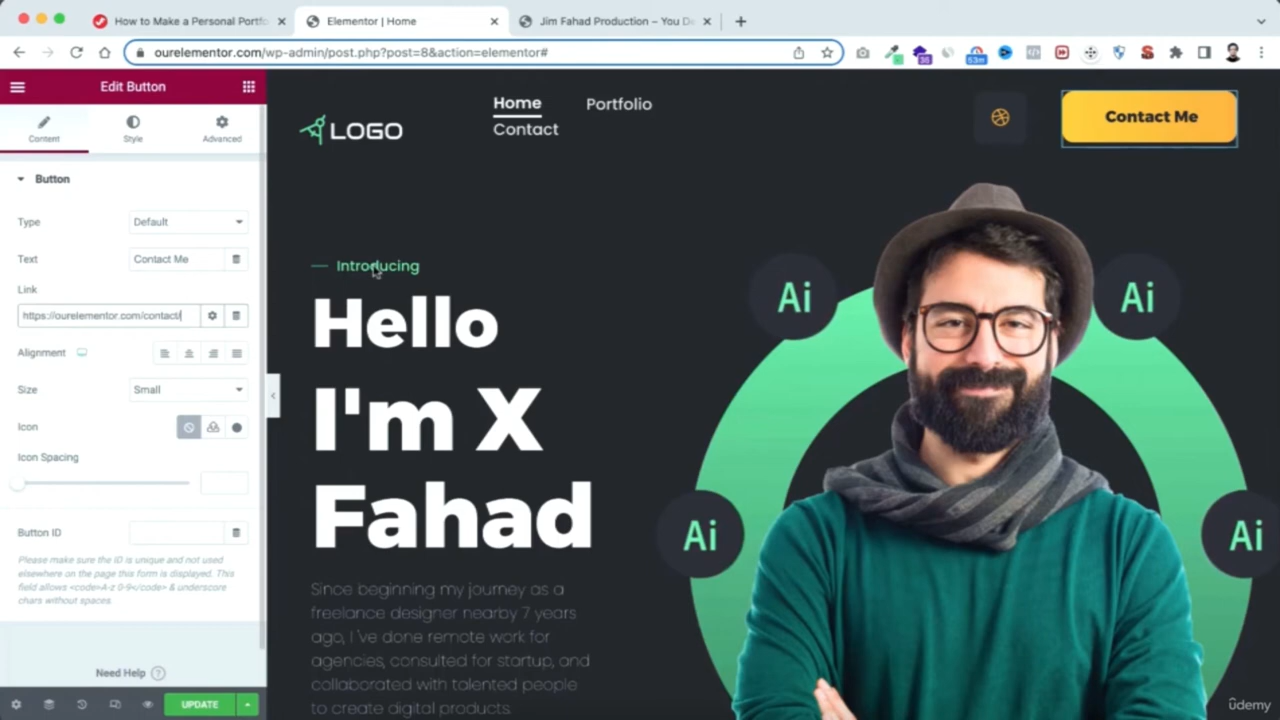 How to Make a Personal Portfo
Elementor | Home
Jim Fahad Production – You De
ourelementor.com/wp-admin/post.php?post=8&action=elementor#
36
53m
Edit Button
Content
Style
Advanced
Button
Type
Default
Text
Contact Me
Link
https://ourelementor.com/contact/
Alignment
Size
Small
Icon
Icon Spacing
Button ID
Please make sure the ID is unique and not used
elsewhere on the page this form is displayed. This
field allows <code>A-z 0-9</code> & underscore
chars without spaces.
Need Help
UPDATE
LOGO
Home
Portfolio
Contact
Contact Me
Introducing
Hello
I'm X
Fahad
Since beginning my journey as a
freelance designer nearby 7 years
ago, I 've done remote work for
agencies, consulted for startup, and
collaborated with talented people
to create digital products.
Ai
Ai
Ai
Ai
ûdemy